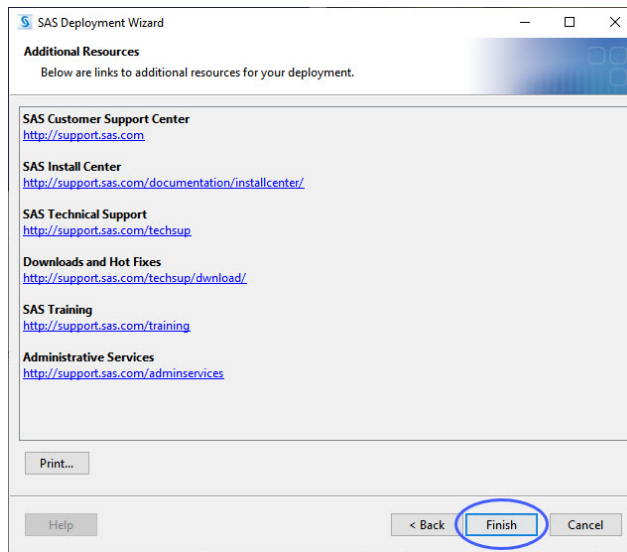 SAS Deployment Wizard
Additional Resources
Below are links to additional resources for your deployment.
SAS Customer Support Center
http://support.sas.com
SAS Install Center
http://support.sas.com/documentation/installcenter/
SAS Technical Support
http://support.sas.com/techsup
Downloads and Hot Fixes
http://support.sas.com/techsup/dwnload/
SAS Training
http://support.sas.com/training
Administrative Services
http://support.sas.com/adminservices
Print...
Help < Back Finish Cancel